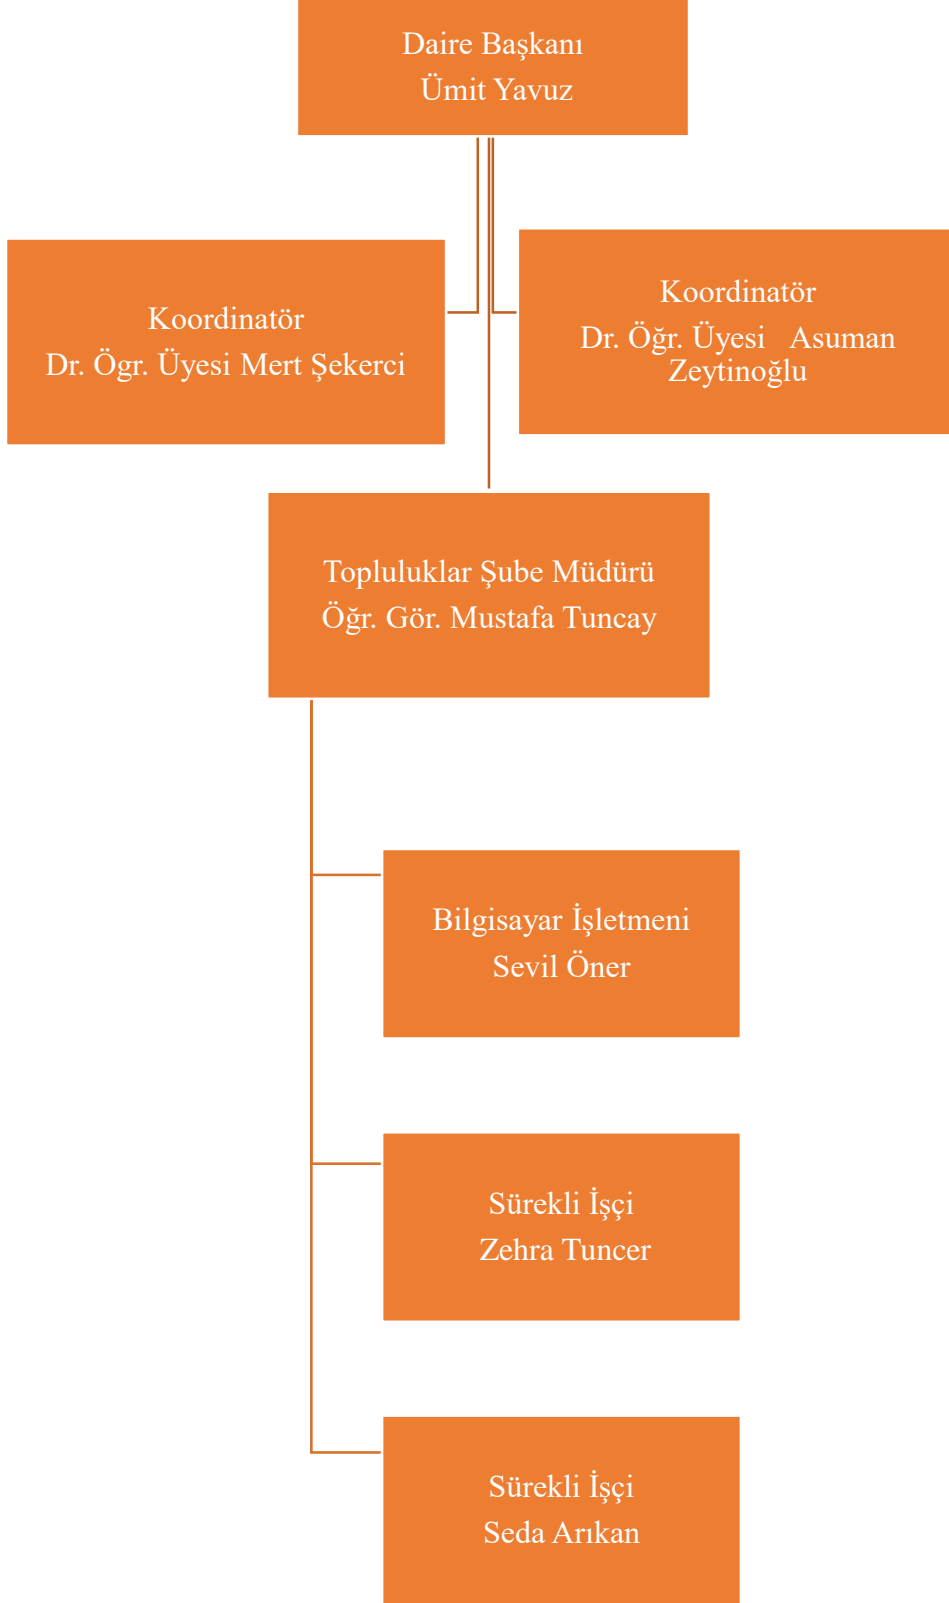 Daire Başkanı
Ümit Yavuz
Koordinatör
Dr. Ögr. Üyesi Mert Şekerci
Koordinatör
Dr. Öğr. Üyesi Asuman
Zeytinoğlu
Topluluklar Şube Müdürü
Öğr. Gör. Mustafa Tuncay
Bilgisayar İşletmeni
Sevil Öner
Sürekli İşçi
Zehra Tuncer
Sürekli İşçi
Seda Arıkan